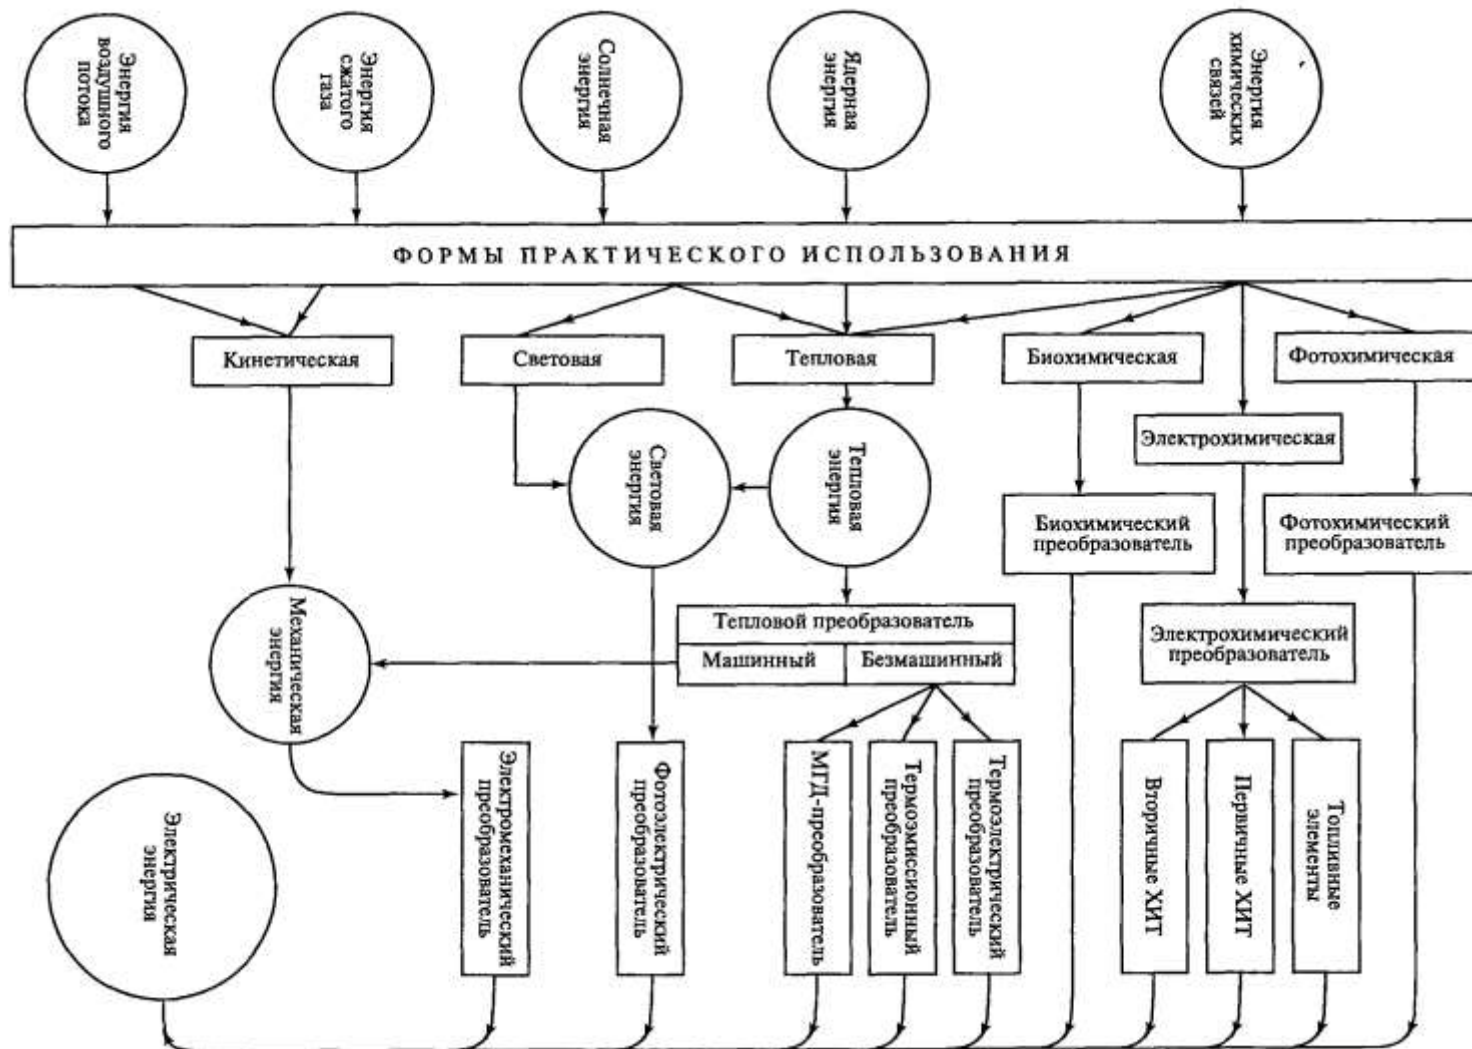 Энергия
воздушного
потока
Энергия
сжатого
газа
Солнечная
энергия
Ядерная
энергия
Энергия
химических
связей
ФОРМЫ ПРАКТИЧЕСКОГО ИСПОЛЬЗОВАНИЯ
Кинетическая
Световая
Тепловая
Биохимическая
Фотохимическая
Электрохимическая
Световая
энергия
Тепловая
энергия
Биохимический
преобразователь
Фотохимический
преобразователь
Механическая
энергия
Тепловой преобразователь
Машинный
Безмашинный
Электрохимический
преобразователь
Электрическая
энергия
Электромеханический
преобразователь
Фотоэлектрический
преобразователь
МГД-преобразователь
Термоэмиссионный
преобразователь
Термоэлектрический
преобразователь
Вторичные ХИТ
Первичные ХИТ
Топливные
элементы